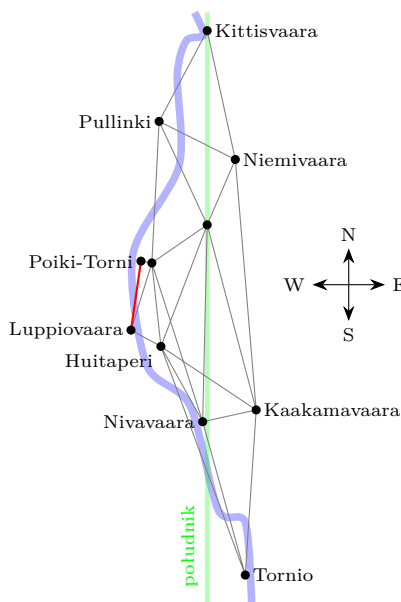 Kittisvaara
Pullinki
Niemivaara
N
Poiki-Torni
W
E
Luppiovaara
S
Huitaperi
Kaakamavaara
Nivavaara
południk
Tornio